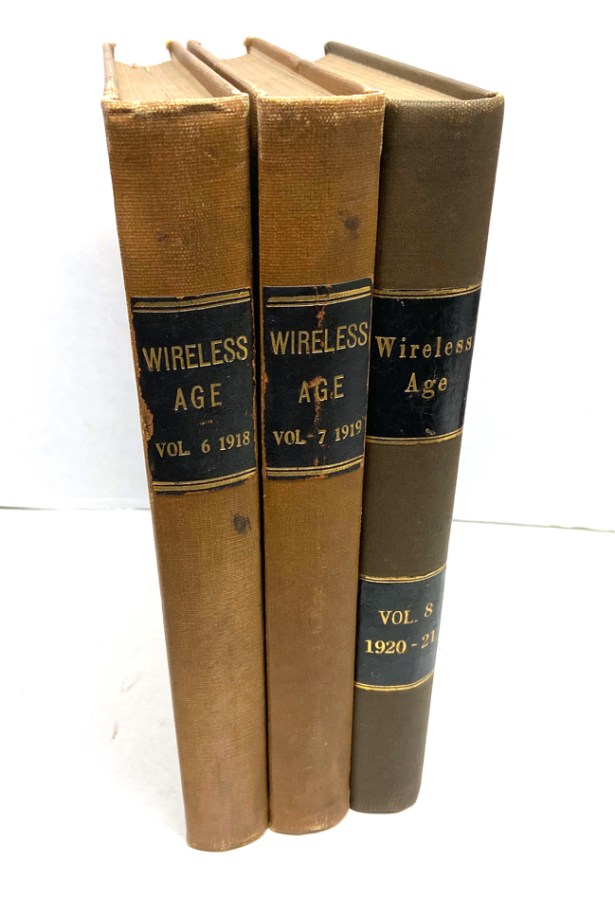 WIRELESS
AGE
VOL. 6 1918
WIRELESS
AGE
VOL-7 1919
Wireless
Age
VOL. 8
1920-21